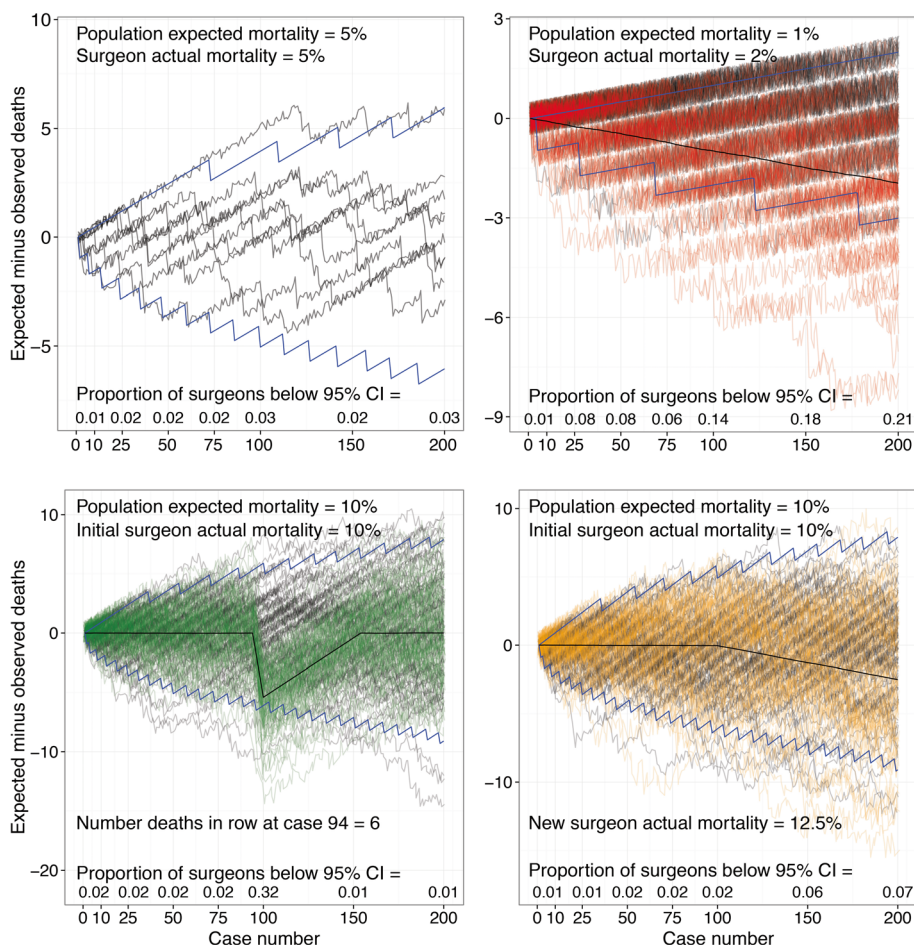 10
5
0
−5
Expected minus observed deaths
Population expected mortality = 5%
Surgeon actual mortality = 5%
Proportion of surgeons below 95% CI =
0.01 0.02 0.02 0.02 0.03 0.02 0.03
0 10 25 50 75 100 150 200
3
0
−3
−6
−9
Population expected mortality = 1%
Surgeon actual mortality = 2%
Proportion of surgeons below 95% CI =
0.01 0.08 0.08 0.06 0.14 0.18 0.21
0 10 25 50 75 100 150 200
10
0
−10
−20
Expected minus observed deaths
Population expected mortality = 10%
Initial surgeon actual mortality = 10%
Number deaths in row at case 94 = 6
Proportion of surgeons below 95% CI =
0.02 0.02 0.02 0.02 0.32 0.01 0.01
0 10 25 50 75 100 150 200
Case number
10
0
−10
Population expected mortality = 10%
Initial surgeon actual mortality = 10%
New surgeon actual mortality = 12.5%
Proportion of surgeons below 95% CI =
0.01 0.01 0.02 0.02 0.02 0.06 0.07
0 10 25 50 75 100 150 200
Case number